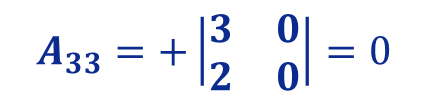 A₃₃ = + |3 0| = 0
|2 0|